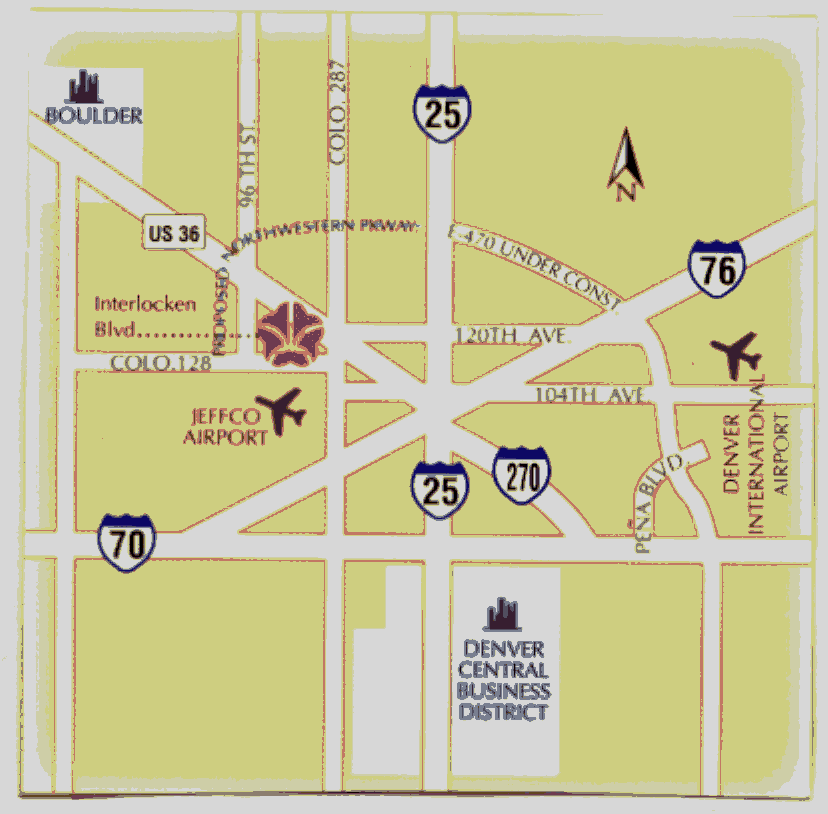 BOULDER
96 TH ST.
COLO. 287
25
N
US 36
PROPOSED NORTHWESTERN PKWAY.
E-470 UNDER CONST.
76
Interlocken
Blvd..................
120TH AVE.
COLO.128
104TH AVE.
JEFFCO
AIRPORT
DENVER
INTERNATIONAL
AIRPORT
25
270
PEÑA BLVD
70
DENVER
CENTRAL
BUSINESS
DISTRICT